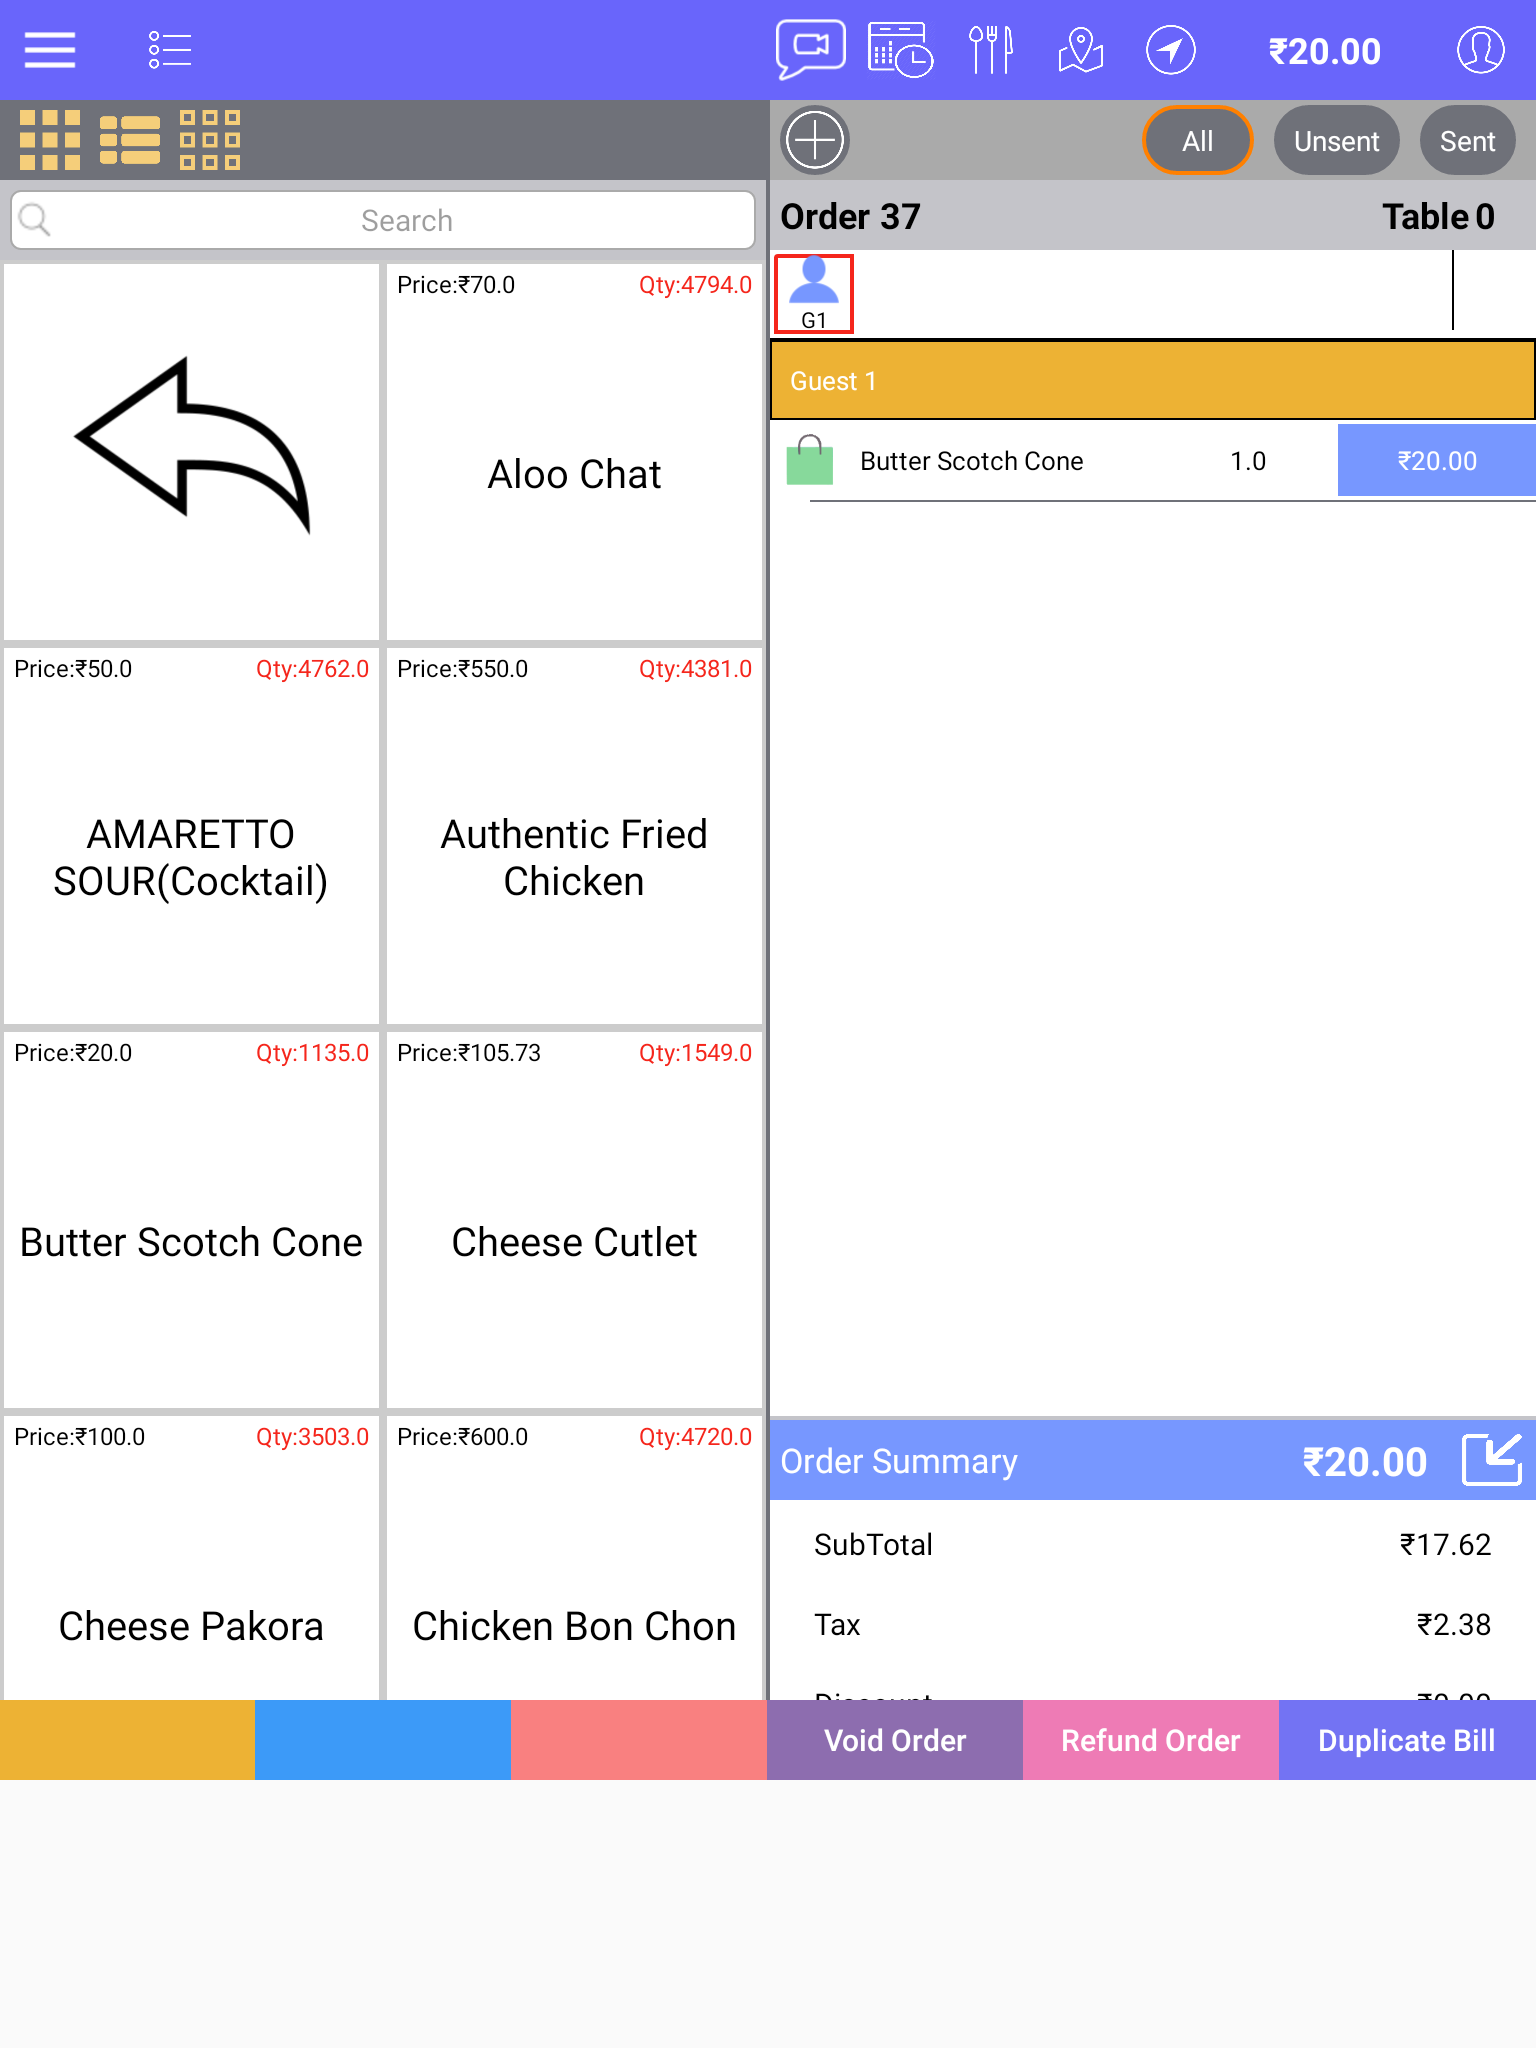 ₹20.00
All
Unsent
Sent
Search
Order 37
Table 0
G1
Guest 1
Butter Scotch Cone 1.0 ₹20.00
Price:₹70.0 Qty:4794.0
Aloo Chat
Price:₹50.0 Qty:4762.0
AMARETTO
SOUR(Cocktail)
Price:₹550.0 Qty:4381.0
Authentic Fried
Chicken
Price:₹20.0 Qty:1135.0
Butter Scotch Cone
Price:₹105.73 Qty:1549.0
Cheese Cutlet
Price:₹100.0 Qty:3503.0
Cheese Pakora
Price:₹600.0 Qty:4720.0
Chicken Bon Chon
Order Summary ₹20.00
SubTotal ₹17.62
Tax ₹2.38
Void Order
Refund Order
Duplicate Bill